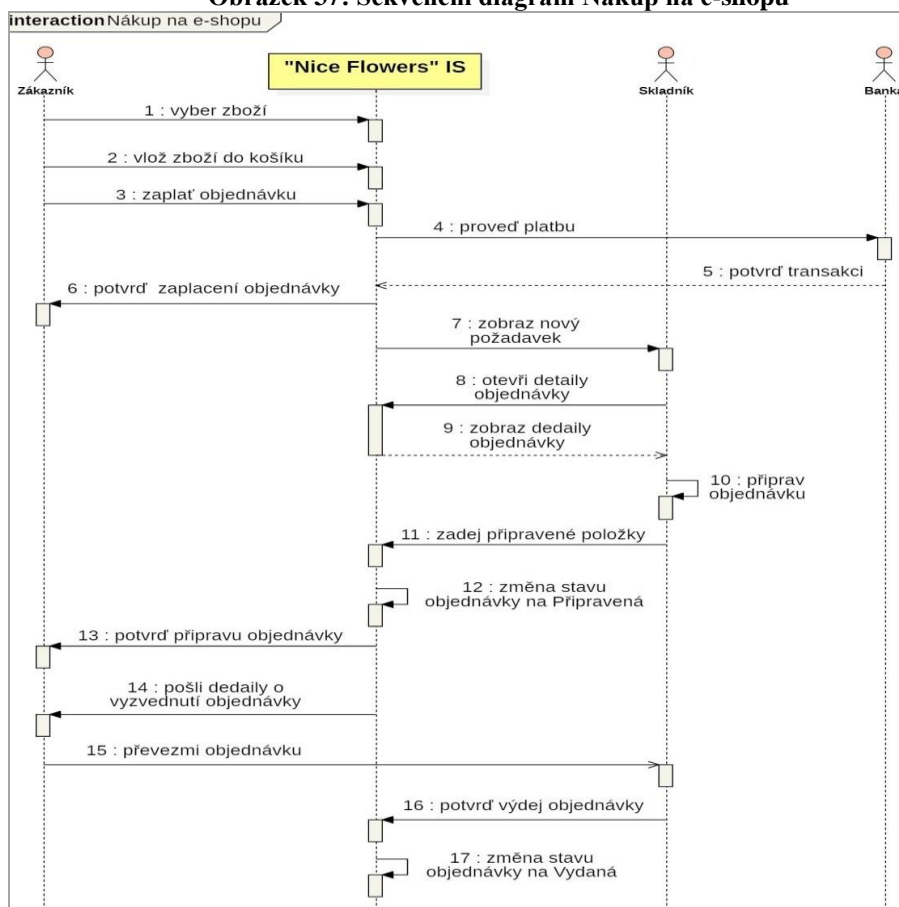 Obrázek 37: Sekvenční diagram Nákup na e-shopu
interaction Nákup na e-shopu
"Nice Flowers" IS
Zákazník
Skladník
Banka
1 : vyber zboží
2 : vlož zboží do košíku
3 : zaplať objednávku
4 : proveď platbu
5 : potvrď transakci
6 : potvrď zaplacení objednávky
7 : zobraz nový
požadavek
8 : otevři detaily
objednávky
9 : zobraz dedaily
objednávky
10 : připrav
objednávku
11 : zadej připravené položky
12 : změna stavu
objednávky na Připravená
13 : potvrď připravu objednávky
14 : pošli dedaily o
vyzvednutí objednávky
15 : převezmi objednávku
16 : potvrď výdej objednávky
17 : změna stavu
objednávky na Vydaná